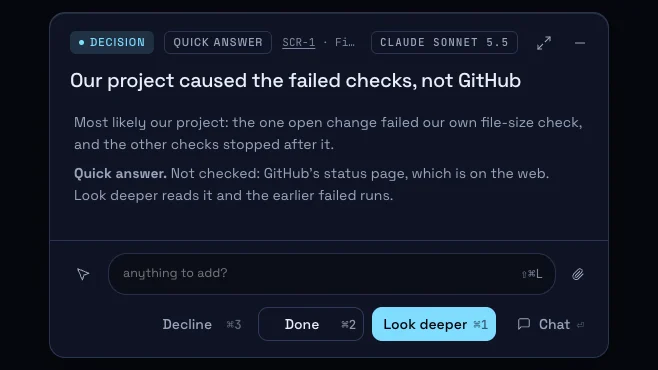 DECISION QUICK ANSWER SCR-1 · Fi… CLAUDE SONNET 5.5
Our project caused the failed checks, not GitHub
Most likely our project: the one open change failed our own file-size check,
and the other checks stopped after it.
Quick answer. Not checked: GitHub's status page, which is on the web.
Look deeper reads it and the earlier failed runs.
anything to add? ⇧⌘L
Decline ⌘3 Done ⌘2 Look deeper ⌘1 Chat ⏎